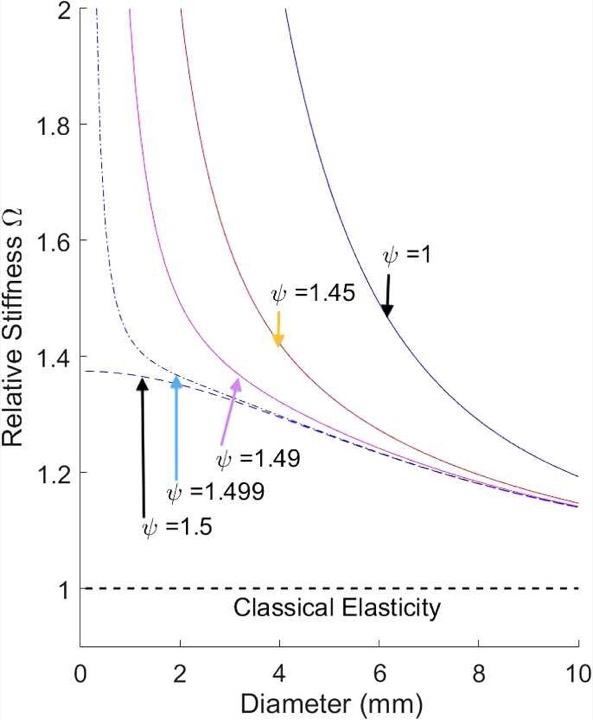 2
1.8
1.6
1.4
1.2
1
Relative Stiffness Ω
ψ =1
ψ =1.45
ψ =1.49
ψ =1.499
ψ =1.5
Classical Elasticity
0 2 4 6 8 10
Diameter (mm)